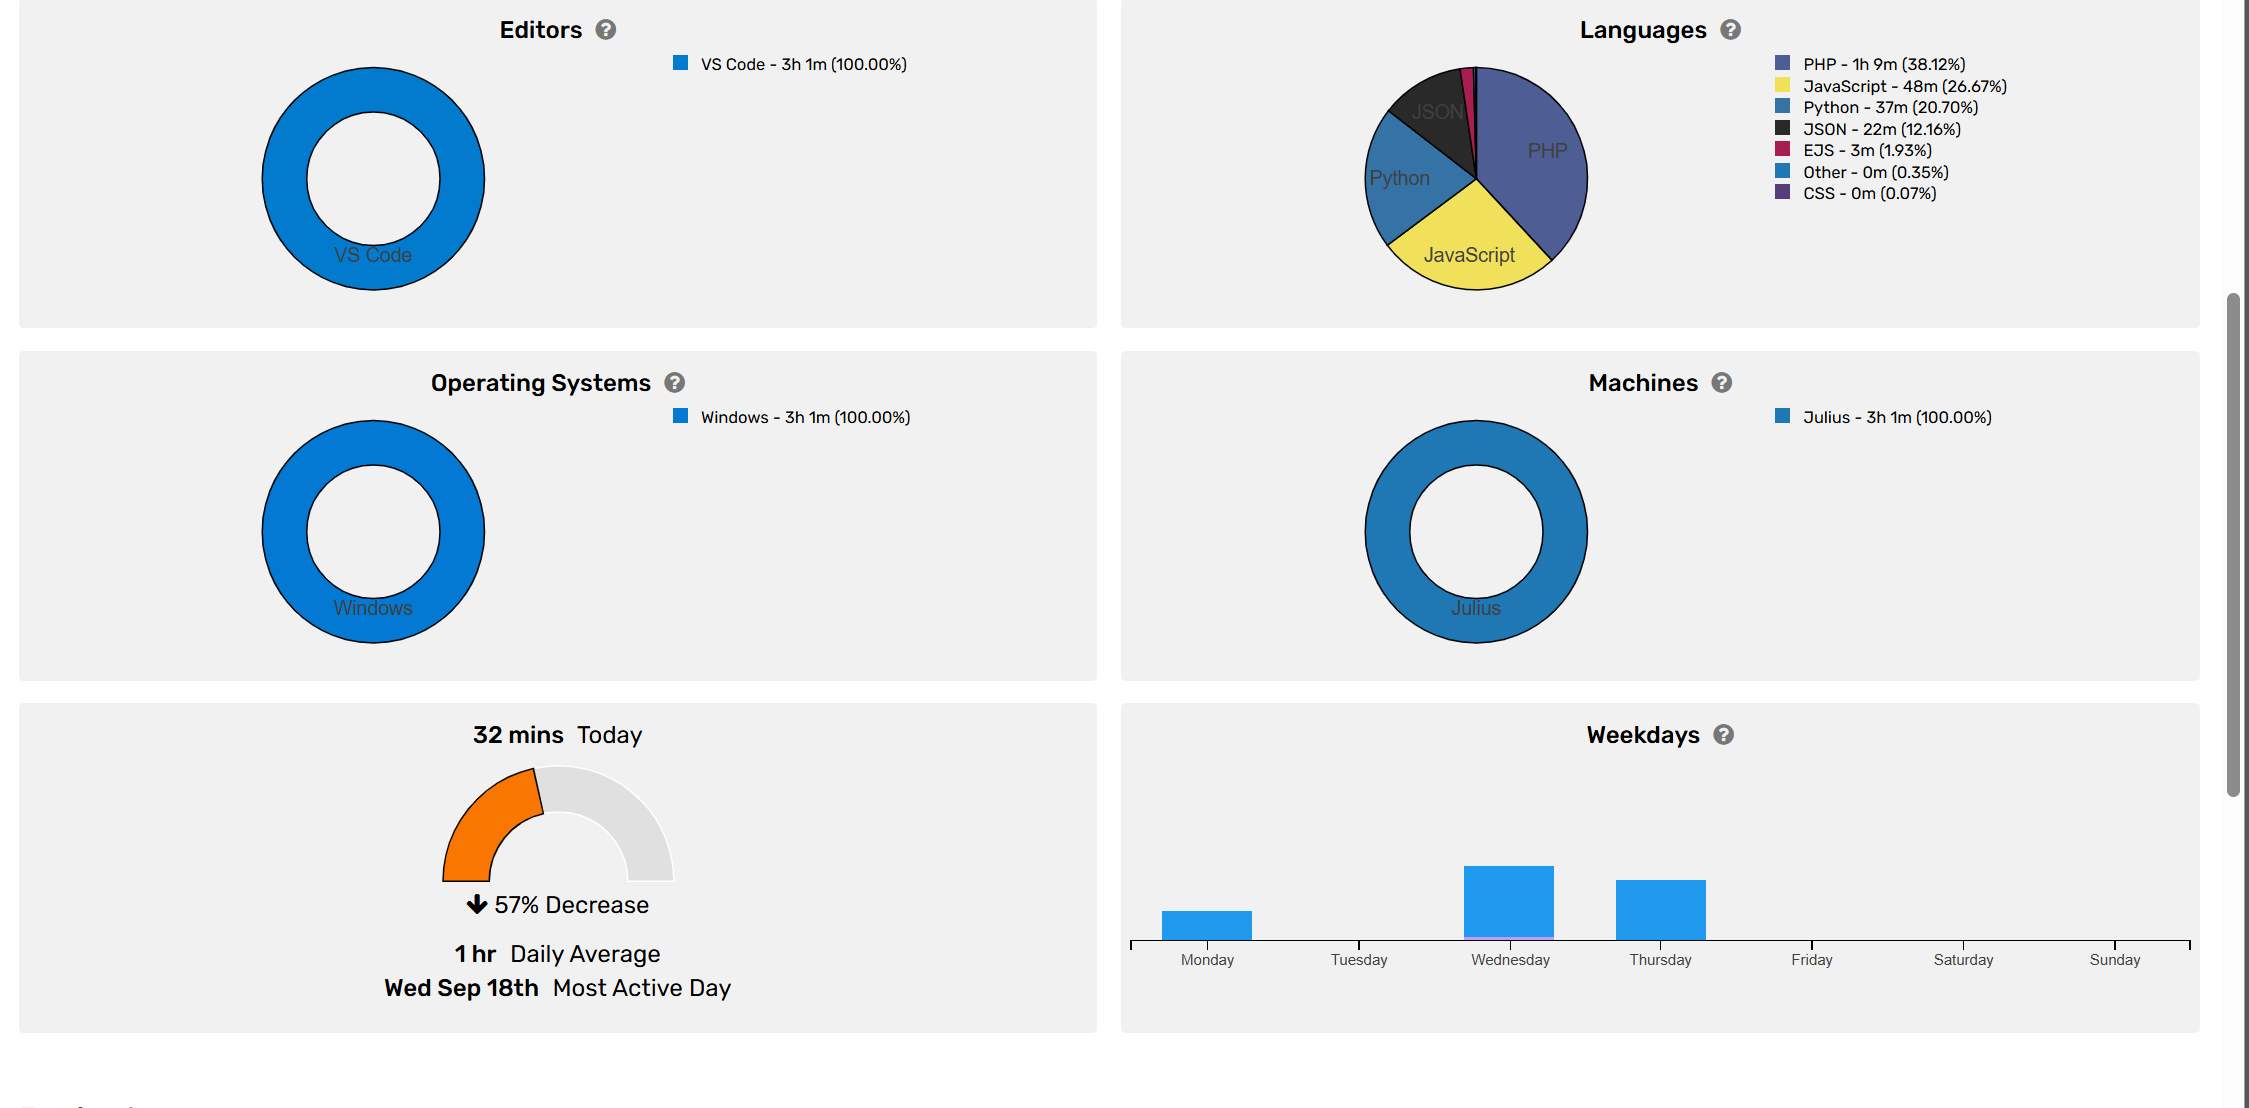 Editors
VS Code - 3h 1m (100.00%)
VS Code
Languages
PHP - 1h 9m (38.12%)
JavaScript - 48m (26.67%)
Python - 37m (20.70%)
JSON - 22m (12.16%)
EJS - 3m (1.93%)
Other - 0m (0.35%)
CSS - 0m (0.07%)
JSON
PHP
Python
JavaScript
Operating Systems
Windows - 3h 1m (100.00%)
Windows
Machines
Julius - 3h 1m (100.00%)
Julius
32 mins Today
57% Decrease
1 hr Daily Average
Wed Sep 18th Most Active Day
Weekdays
Monday Tuesday Wednesday Thursday Friday Saturday Sunday